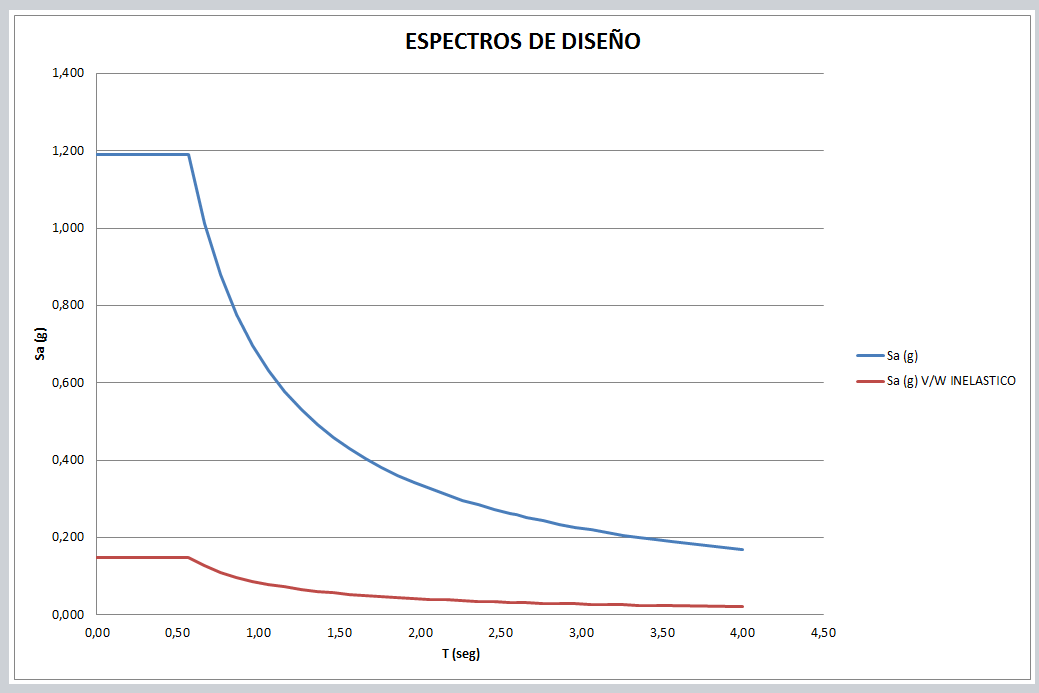 ESPECTROS DE DISEÑO
1,400
1,200
1,000
0,800
0,600
0,400
0,200
0,000
Sa (g)
0,00 0,50 1,00 1,50 2,00 2,50 3,00 3,50 4,00 4,50
T (seg)
Sa (g)
Sa (g) V/W INELASTICO